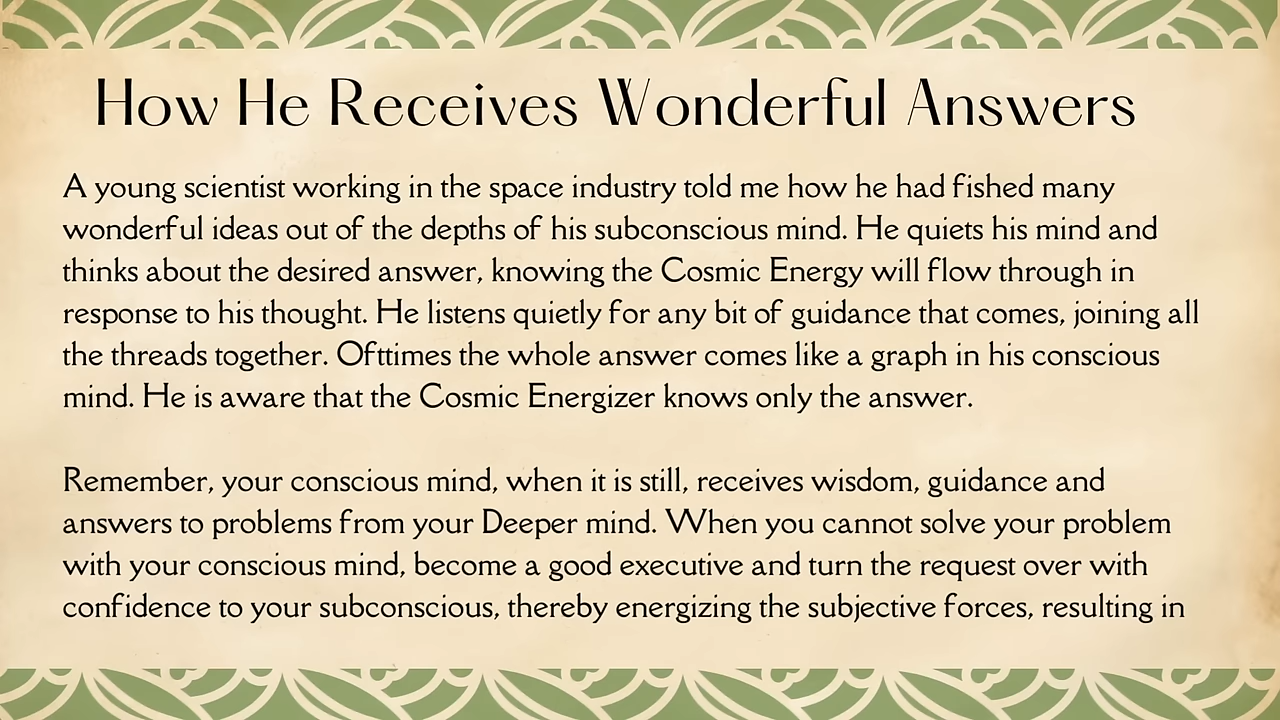 How He Receives Wonderful Answers
A young scientist working in the space industry told me how he had fished many
wonderful ideas out of the depths of his subconscious mind. He quiets his mind and
thinks about the desired answer, knowing the Cosmic Energy will flow through in
response to his thought. He listens quietly for any bit of guidance that comes, joining all
the threads together. Ofttimes the whole answer comes like a graph in his conscious
mind. He is aware that the Cosmic Energizer knows only the answer.
Remember, your conscious mind, when it is still, receives wisdom, guidance and
answers to problems from your Deeper mind. When you cannot solve your problem
with your conscious mind, become a good executive and turn the request over with
confidence to your subconscious, thereby energizing the subjective forces, resulting in